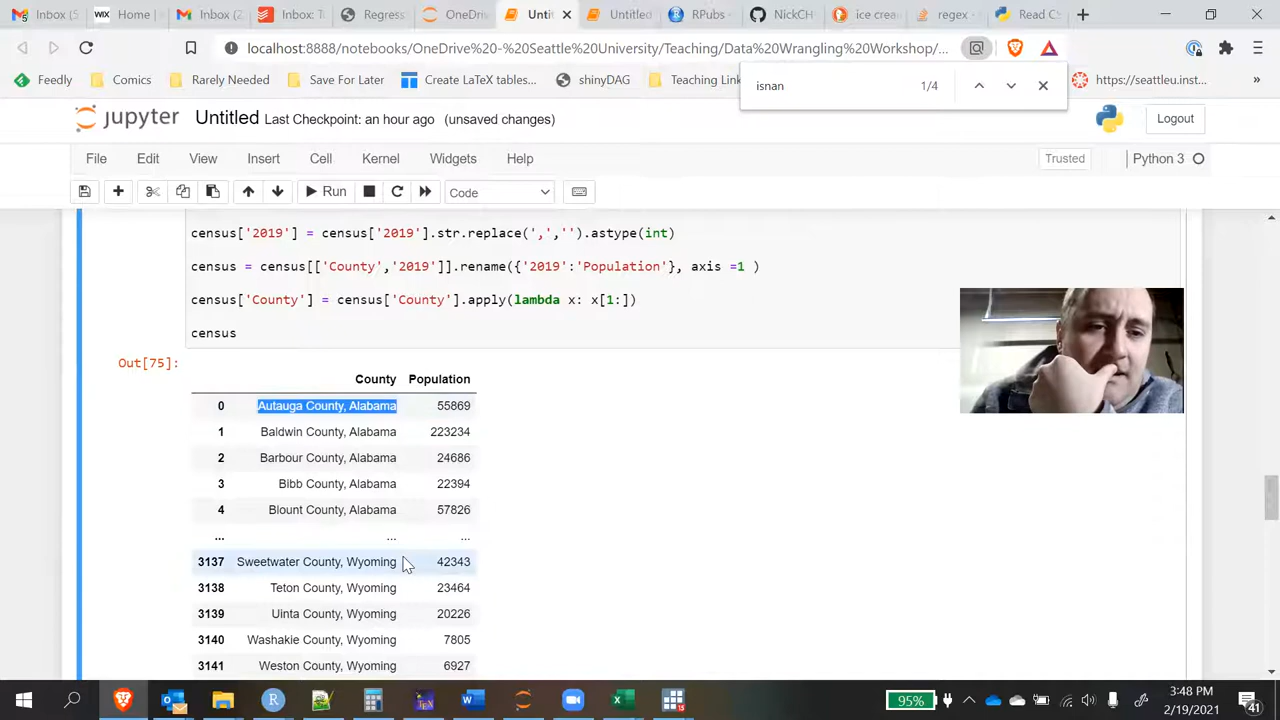 Inbox (S
WIX Home |
Inbox (2
Inbox: T
Regress
OneDriv
Untit
Untitled
RPubs -
NickCH
ice crea
regex -
Read CS
localhost:8888/notebooks/OneDrive%20-%20Seattle%20University/Teaching/Data%20Wrangling%20Workshop/...
Feedly
Comics
Rarely Needed
Save For Later
Create LaTeX tables...
shinyDAG
Teaching Lin
https://seattleu.inst...
isnan 1/4
jupyter Untitled Last Checkpoint: an hour ago (unsaved changes)
Logout
File Edit View Insert Cell Kernel Widgets Help
Trusted
Python 3
Run
Code
census['2019'] = census['2019'].str.replace(',','').astype(int)
census = census[['County','2019']].rename({'2019':'Population'}, axis =1 )
census['County'] = census['County'].apply(lambda x: x[1:])
census
Out[75]:
County Population
0 Autauga County, Alabama 55869
1 Baldwin County, Alabama 223234
2 Barbour County, Alabama 24686
3 Bibb County, Alabama 22394
4 Blount County, Alabama 57826
... ... ...
3137 Sweetwater County, Wyoming 42343
3138 Teton County, Wyoming 23464
3139 Uinta County, Wyoming 20226
3140 Washakie County, Wyoming 7805
3141 Weston County, Wyoming 6927
95%
3:48 PM
2/19/2021
41